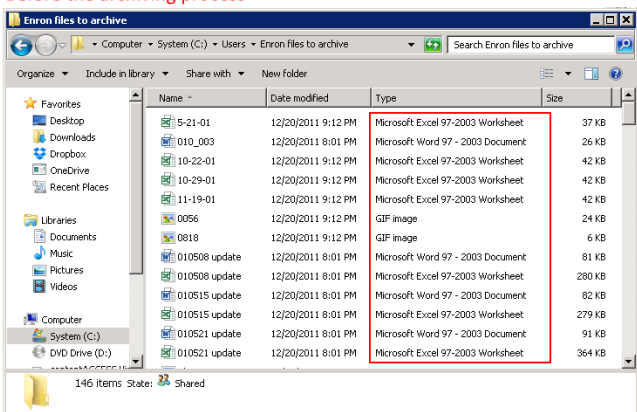 Before the archiving process
Enron files to archive
Computer System (C:) Users Enron files to archive Search Enron files to archive
Organize Include in library Share with New folder
Favorites
Desktop
Downloads
Dropbox
OneDrive
Recent Places
Libraries
Documents
Music
Pictures
Videos
Computer
System (C:)
DVD Drive (D:)
Name Date modified Type Size
5-21-01 12/20/2011 9:12 PM Microsoft Excel 97-2003 Worksheet 37 KB
010_003 12/20/2011 8:01 PM Microsoft Word 97 - 2003 Document 26 KB
10-22-01 12/20/2011 9:12 PM Microsoft Excel 97-2003 Worksheet 42 KB
10-29-01 12/20/2011 9:12 PM Microsoft Excel 97-2003 Worksheet 42 KB
11-19-01 12/20/2011 9:12 PM Microsoft Excel 97-2003 Worksheet 42 KB
0056 12/20/2011 9:12 PM GIF image 24 KB
0818 12/20/2011 9:12 PM GIF image 6 KB
010508 update 12/20/2011 8:01 PM Microsoft Word 97 - 2003 Document 81 KB
010508 update 12/20/2011 8:01 PM Microsoft Excel 97-2003 Worksheet 280 KB
010515 update 12/20/2011 8:01 PM Microsoft Word 97 - 2003 Document 82 KB
010515 update 12/20/2011 8:01 PM Microsoft Excel 97-2003 Worksheet 279 KB
010521 update 12/20/2011 8:01 PM Microsoft Word 97 - 2003 Document 91 KB
010521 update 12/20/2011 8:01 PM Microsoft Excel 97-2003 Worksheet 364 KB
146 items State: Shared